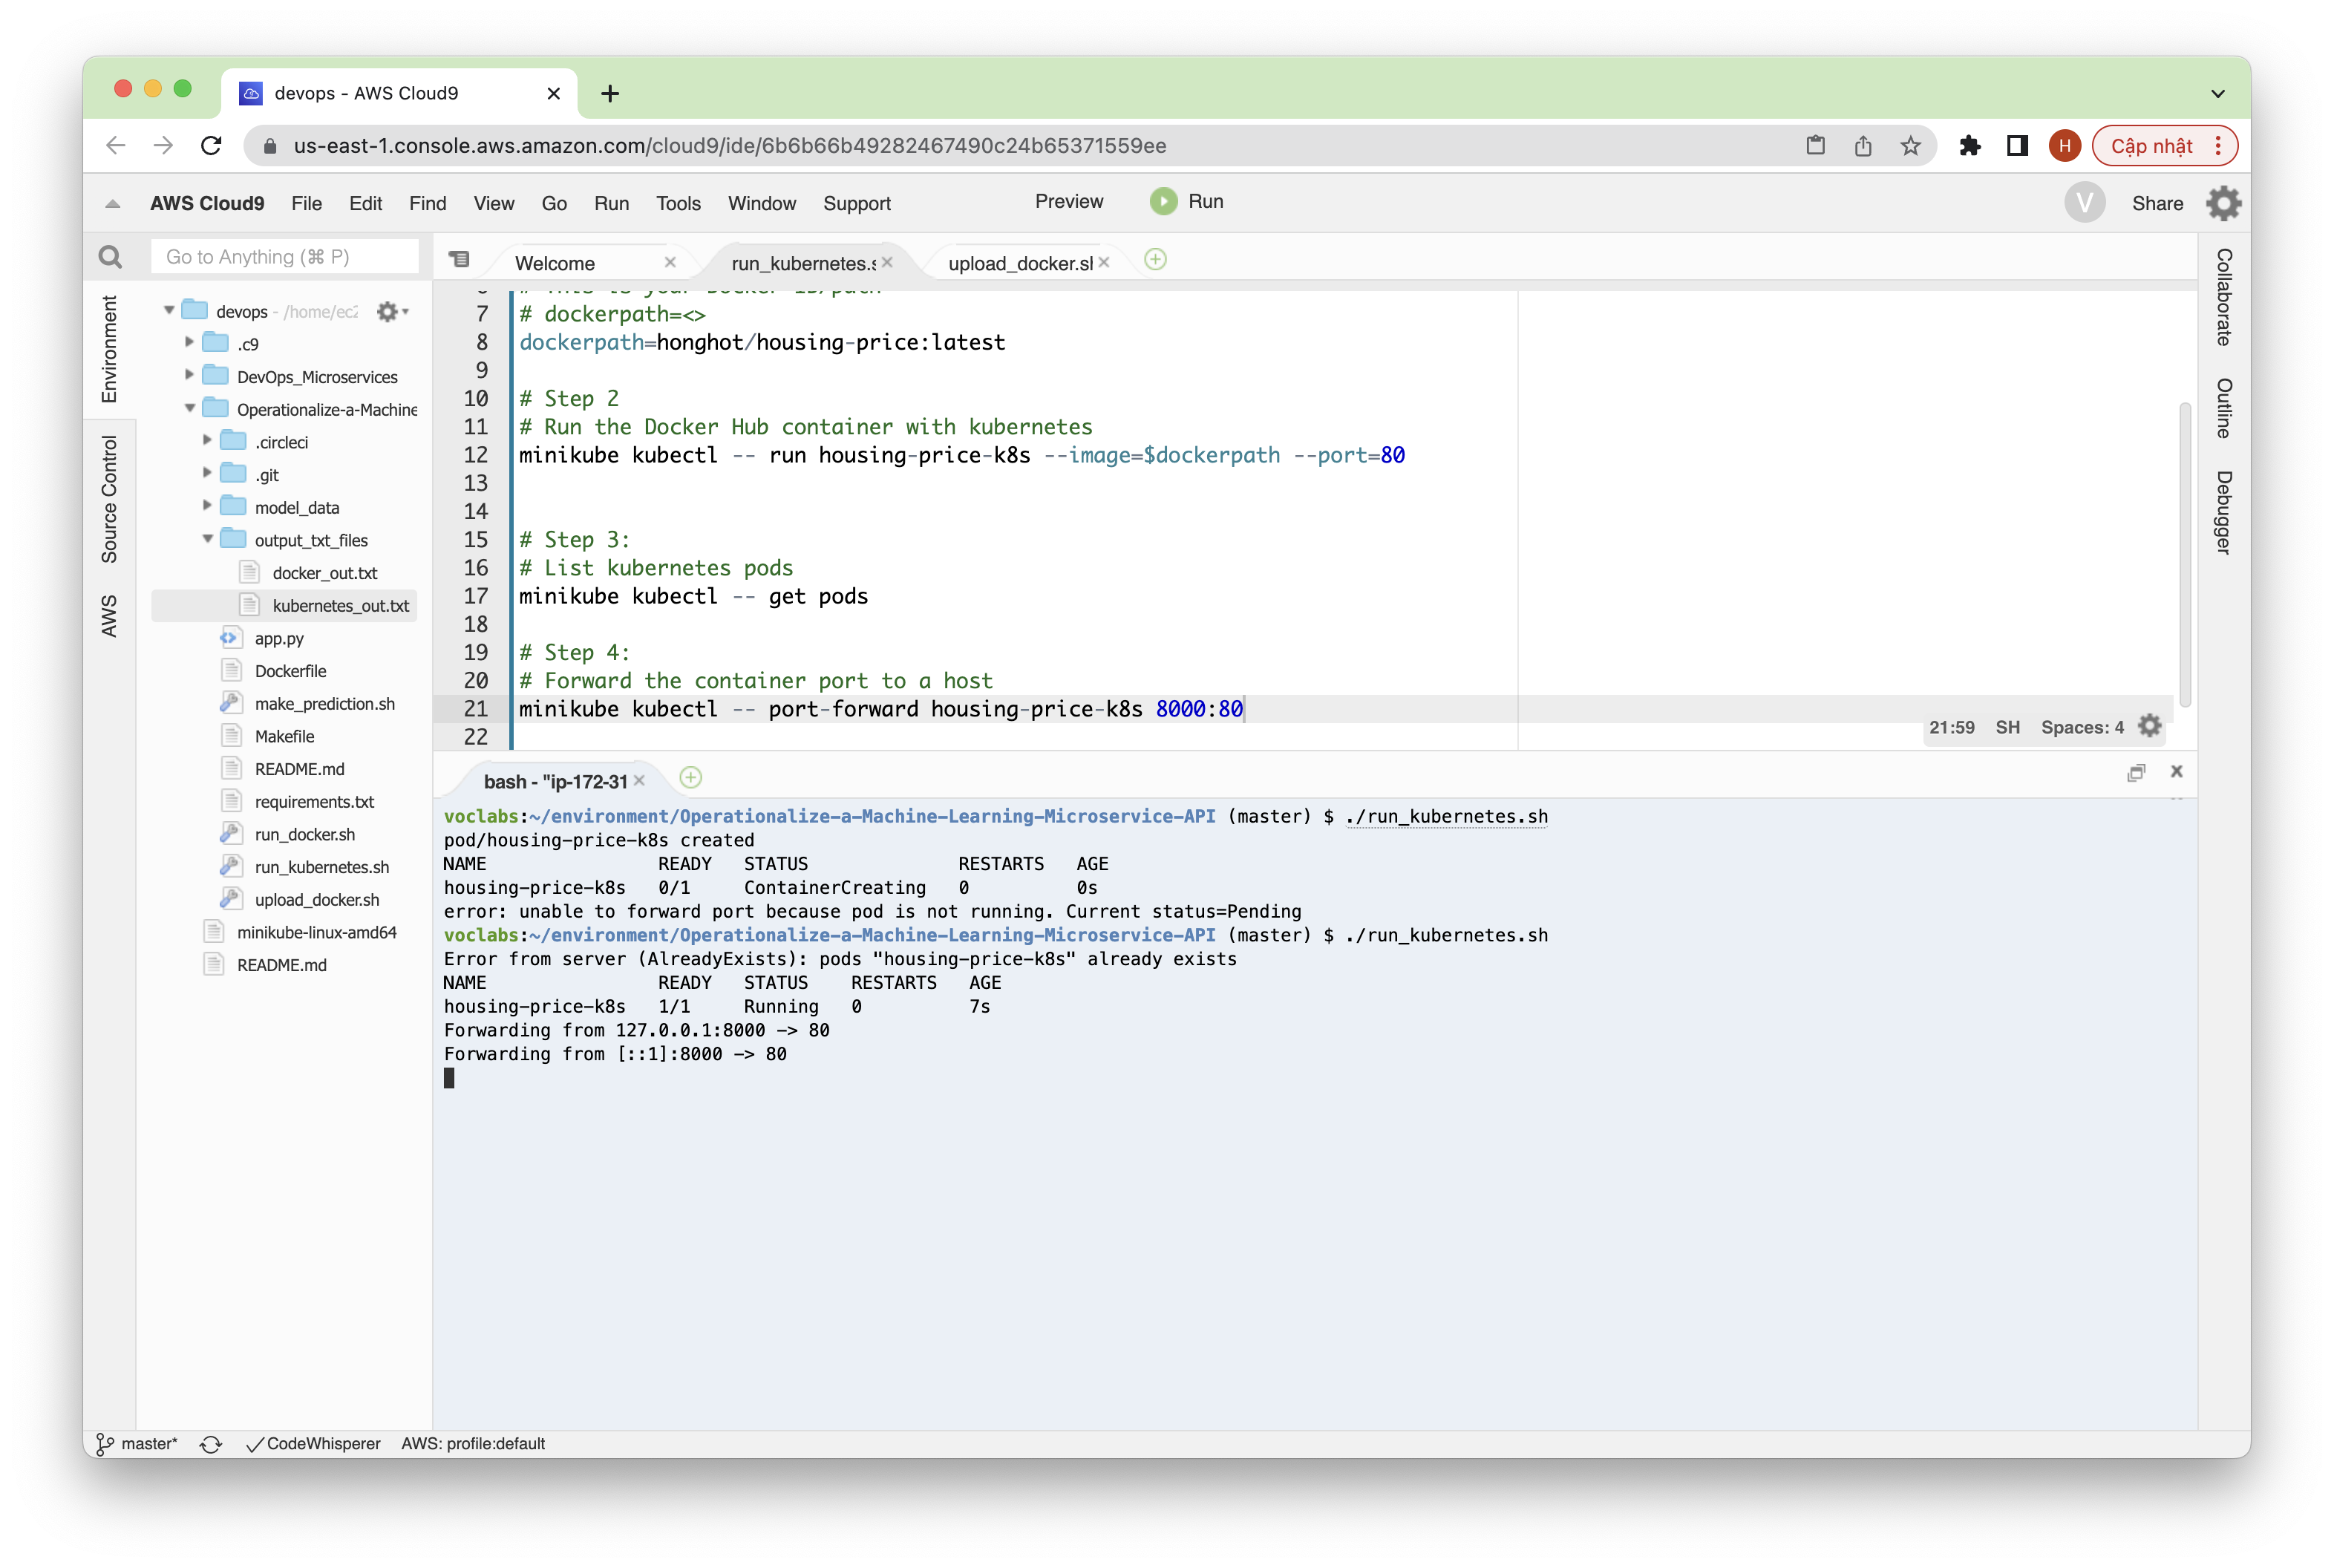 devops - AWS Cloud9
us-east-1.console.aws.amazon.com/cloud9/ide/6b6b66b49282467490c24b65371559ee
H
Cập nhật
AWS Cloud9 File Edit Find View Go Run Tools Window Support Preview Run
V
Share
Go to Anything (⌘ P)
Welcome
run_kubernetes.s
upload_docker.sh
Environment
Source Control
AWS
devops - /home/ec2
.c9
DevOps_Microservices
Operationalize-a-Machine
.circleci
.git
model_data
output_txt_files
docker_out.txt
kubernetes_out.txt
app.py
Dockerfile
make_prediction.sh
Makefile
README.md
requirements.txt
run_docker.sh
run_kubernetes.sh
upload_docker.sh
minikube-linux-amd64
README.md
6 # This is your Docker ID/path
7 # dockerpath=<>
8 dockerpath=honghot/housing-price:latest
9
10 # Step 2
11 # Run the Docker Hub container with kubernetes
12 minikube kubectl -- run housing-price-k8s --image=$dockerpath --port=80
13
14
15 # Step 3:
16 # List kubernetes pods
17 minikube kubectl -- get pods
18
19 # Step 4:
20 # Forward the container port to a host
21 minikube kubectl -- port-forward housing-price-k8s 8000:80
22
21:59 SH Spaces: 4
Collaborate
Outline
Debugger
bash - "ip-172-31
voclabs:~/environment/Operationalize-a-Machine-Learning-Microservice-API (master) $ ./run_kubernetes.sh
pod/housing-price-k8s created
NAME READY STATUS RESTARTS AGE
housing-price-k8s 0/1 ContainerCreating 0 0s
error: unable to forward port because pod is not running. Current status=Pending
voclabs:~/environment/Operationalize-a-Machine-Learning-Microservice-API (master) $ ./run_kubernetes.sh
Error from server (AlreadyExists): pods "housing-price-k8s" already exists
NAME READY STATUS RESTARTS AGE
housing-price-k8s 1/1 Running 0 7s
Forwarding from 127.0.0.1:8000 -> 80
Forwarding from [::1]:8000 -> 80
master* CodeWhisperer AWS: profile:default